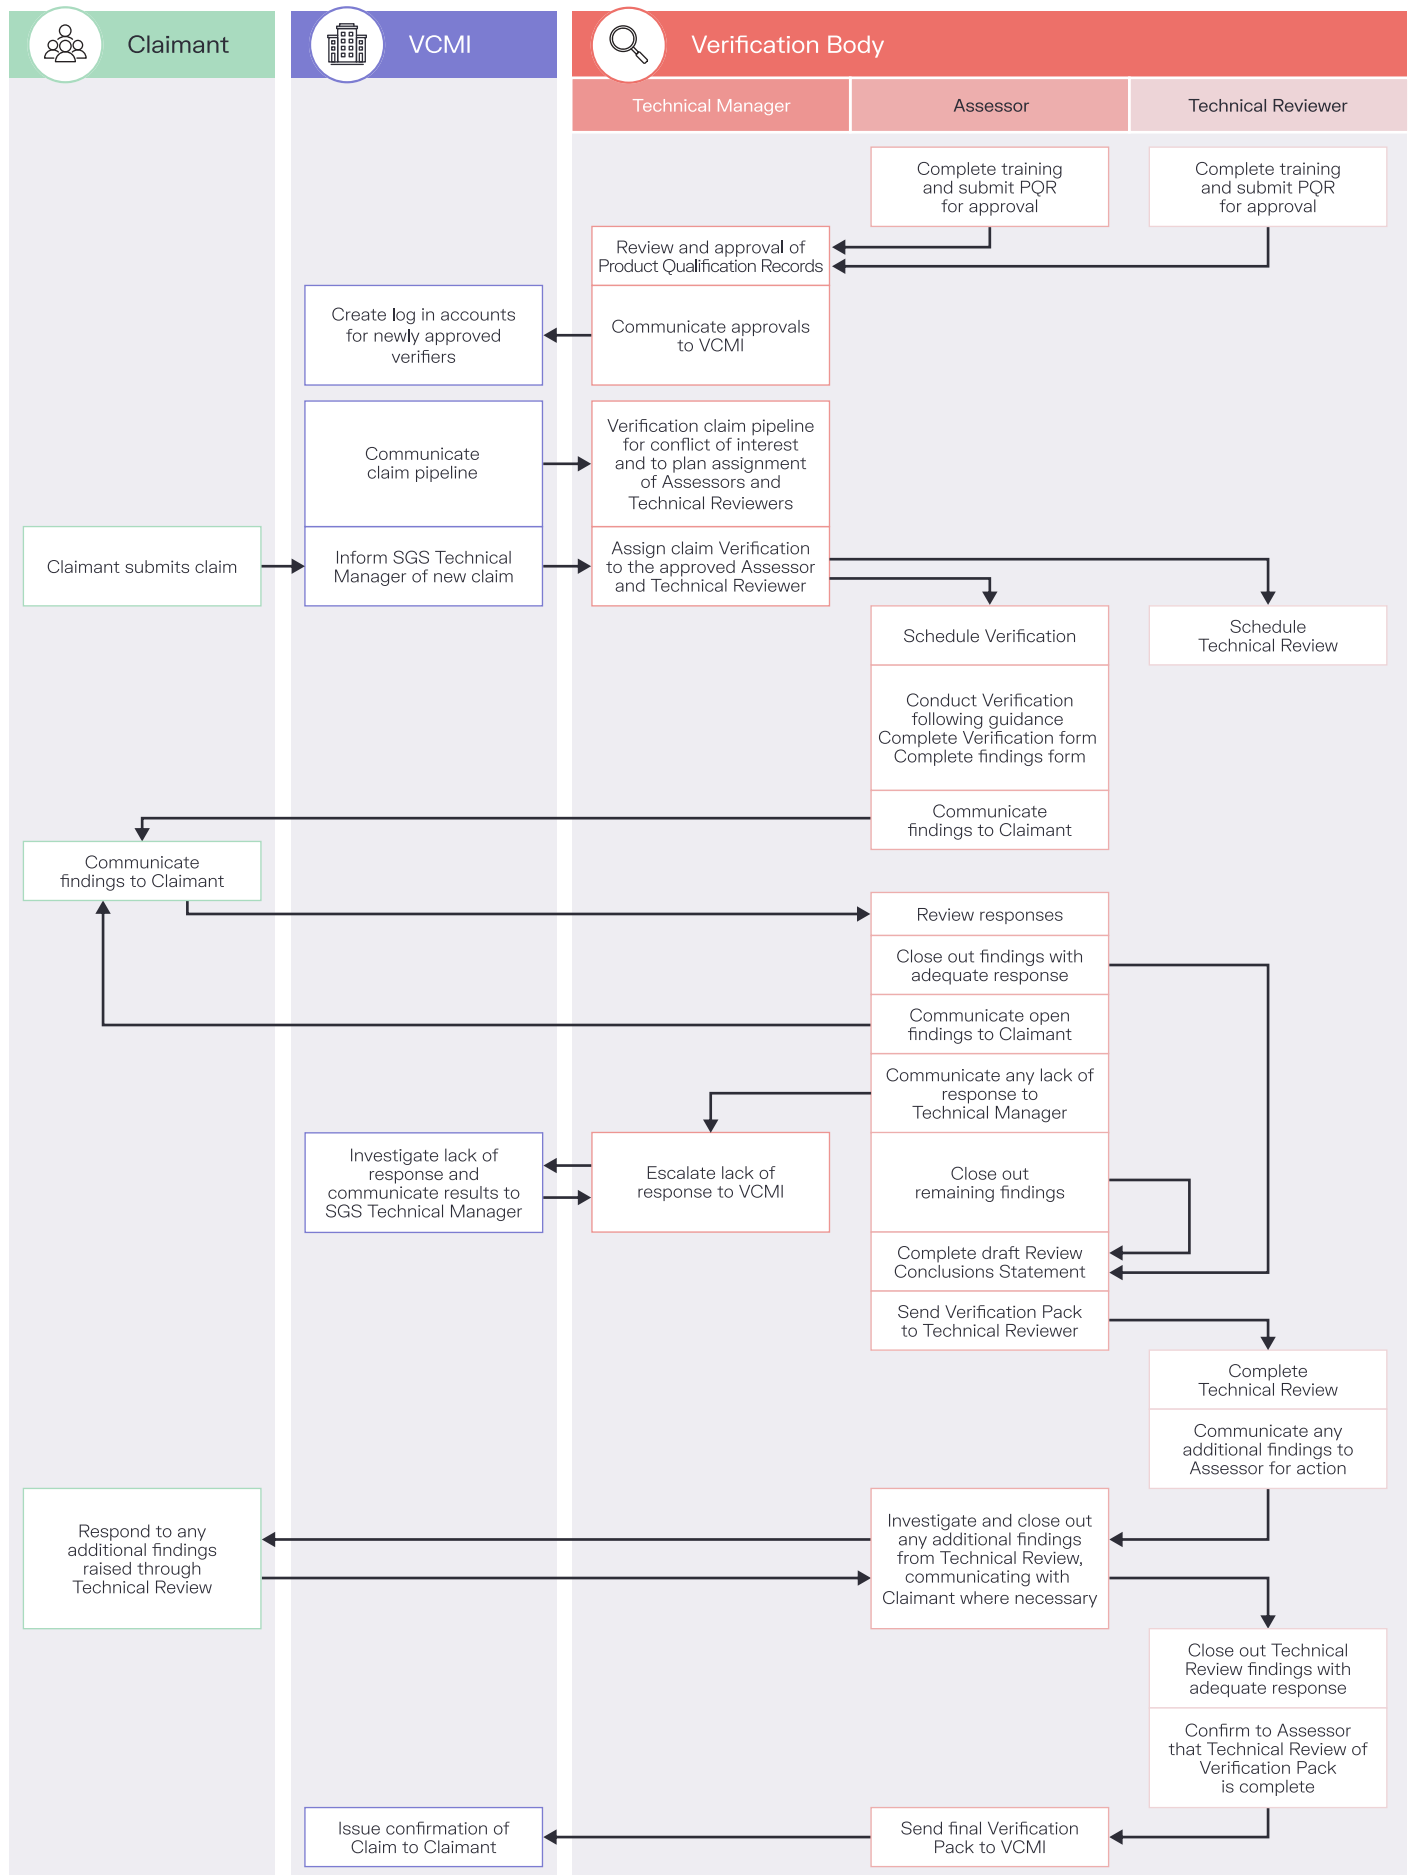 Claimant
VCMI
Verification Body
Technical Manager
Assessor
Technical Reviewer
Complete training
and submit PQR
for approval
Complete training
and submit PQR
for approval
Review and approval of
Product Qualification Records
Create log in accounts
for newly approved
verifiers
Communicate approvals
to VCMI
Communicate
claim pipeline
Verification claim pipeline
for conflict of interest
and to plan assignment
of Assessors and
Technical Reviewers
Claimant submits claim
Inform SGS Technical
Manager of new claim
Assign claim Verification
to the approved Assessor
and Technical Reviewer
Schedule Verification
Schedule
Technical Review
Conduct Verification
following guidance
Complete Verification form
Complete findings form
Communicate
findings to Claimant
Communicate
findings to Claimant
Review responses
Close out findings with
adequate response
Communicate open
findings to Claimant
Communicate any lack of
response to
Technical Manager
Investigate lack of
response and
communicate results to
SGS Technical Manager
Escalate lack of
response to VCMI
Close out
remaining findings
Complete draft Review
Conclusions Statement
Send Verification Pack
to Technical Reviewer
Complete
Technical Review
Communicate any
additional findings to
Assessor for action
Respond to any
additional findings
raised through
Technical Review
Investigate and close out
any additional findings
from Technical Review,
communicating with
Claimant where necessary
Close out Technical
Review findings with
adequate response
Confirm to Assessor
that Technical Review of
Verification Pack
is complete
Issue confirmation of
Claim to Claimant
Send final Verification
Pack to VCMI